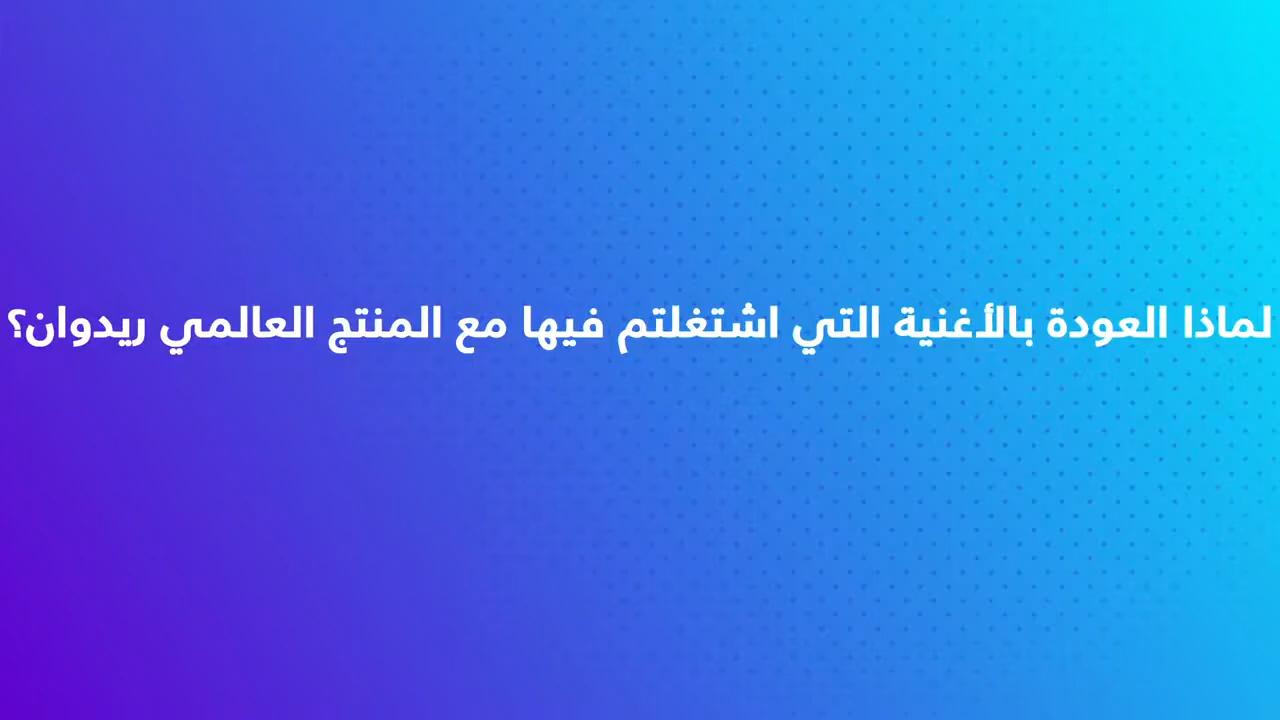 لماذا العودة بالأغنية التي اشتغلتم فيها مع المنتج العالمي ريدوان؟